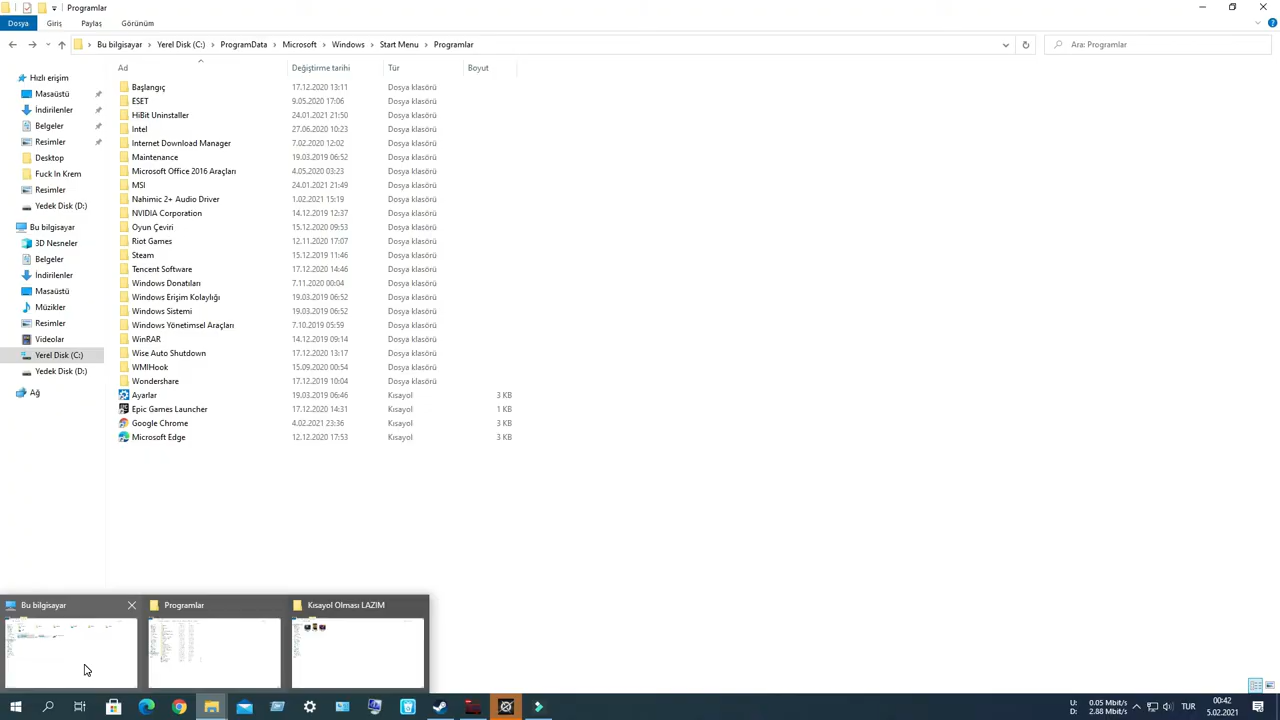 Programlar
Dosya Giriş Paylaş Görünüm
Bu bilgisayar > Yerel Disk (C:) > ProgramData > Microsoft > Windows > Start Menu > Programlar
Ara: Programlar
Ad Değiştirme tarihi Tür Boyut
Hızlı erişim
Masaüstü
İndirilenler
Belgeler
Resimler
Desktop
Fuck In Krem
Resimler
Yedek Disk (D:)
Bu bilgisayar
3D Nesneler
Belgeler
İndirilenler
Masaüstü
Müzikler
Resimler
Videolar
Yerel Disk (C:)
Yedek Disk (D:)
Ağ
Başlangıç 17.12.2020 13:11 Dosya klasörü
ESET 9.05.2020 17:06 Dosya klasörü
HiBit Uninstaller 24.01.2021 21:50 Dosya klasörü
Intel 27.06.2020 10:23 Dosya klasörü
Internet Download Manager 7.02.2020 12:02 Dosya klasörü
Maintenance 19.03.2019 06:52 Dosya klasörü
Microsoft Office 2016 Araçları 4.05.2020 03:23 Dosya klasörü
MSI 24.01.2021 21:49 Dosya klasörü
Nahimic 2+ Audio Driver 1.02.2021 15:19 Dosya klasörü
NVIDIA Corporation 14.12.2019 12:37 Dosya klasörü
Oyun Çeviri 15.12.2020 09:53 Dosya klasörü
Riot Games 12.11.2020 17:07 Dosya klasörü
Steam 15.12.2019 11:46 Dosya klasörü
Tencent Software 17.12.2020 14:46 Dosya klasörü
Windows Donatıları 7.11.2020 00:04 Dosya klasörü
Windows Erişim Kolaylığı 19.03.2019 06:52 Dosya klasörü
Windows Sistemi 19.03.2019 06:52 Dosya klasörü
Windows Yönetimsel Araçları 7.10.2019 05:59 Dosya klasörü
WinRAR 14.12.2019 09:14 Dosya klasörü
Wise Auto Shutdown 17.12.2020 13:17 Dosya klasörü
WMIHook 15.09.2020 00:54 Dosya klasörü
Wondershare 17.12.2019 10:04 Dosya klasörü
Ayarlar 19.03.2019 06:46 Kısayol 3 KB
Epic Games Launcher 17.12.2020 14:31 Kısayol 1 KB
Google Chrome 4.02.2021 23:36 Kısayol 3 KB
Microsoft Edge 12.12.2020 17:53 Kısayol 3 KB
Bu bilgisayar Programlar Kısayol Olması LAZIM
U: 0.05 Mbit/s
D: 2.88 Mbit/s
TUR
00:42
5.02.2021